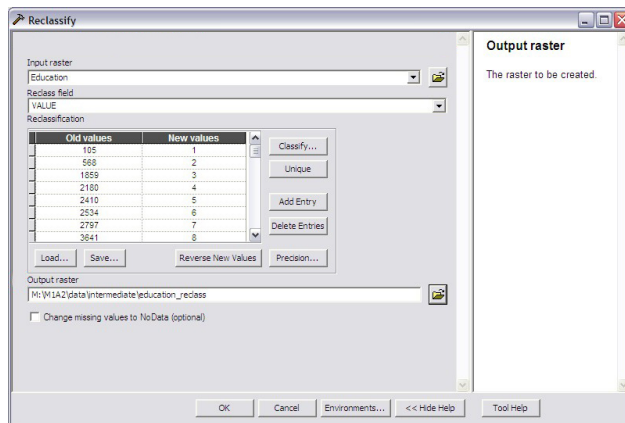 Reclassify
Input raster
Education
Reclass field
VALUE
Reclassification
Old values New values
105 1
568 2
1859 3
2180 4
2410 5
2534 6
2797 7
3641 8
Classify...
Unique
Add Entry
Delete Entries
Load... Save... Reverse New Values Precision...
Output raster
M:\M1A2\data\intermediate\education_reclass
Change missing values to NoData (optional)
OK Cancel Environments... << Hide Help Tool Help
Output raster
The raster to be created.